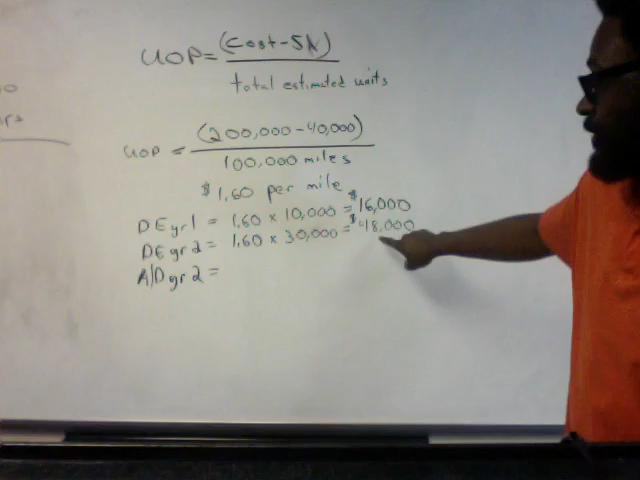 UOP = (Cost - SV)
total estimated units
UOP = (200,000 - 40,000)
100,000 miles
$1.60 per mile
DE yr 1 = 1.60 x 10,000 = $16,000
DE yr 2 = 1.60 x 30,000 = $48,000
A/D yr 2 =